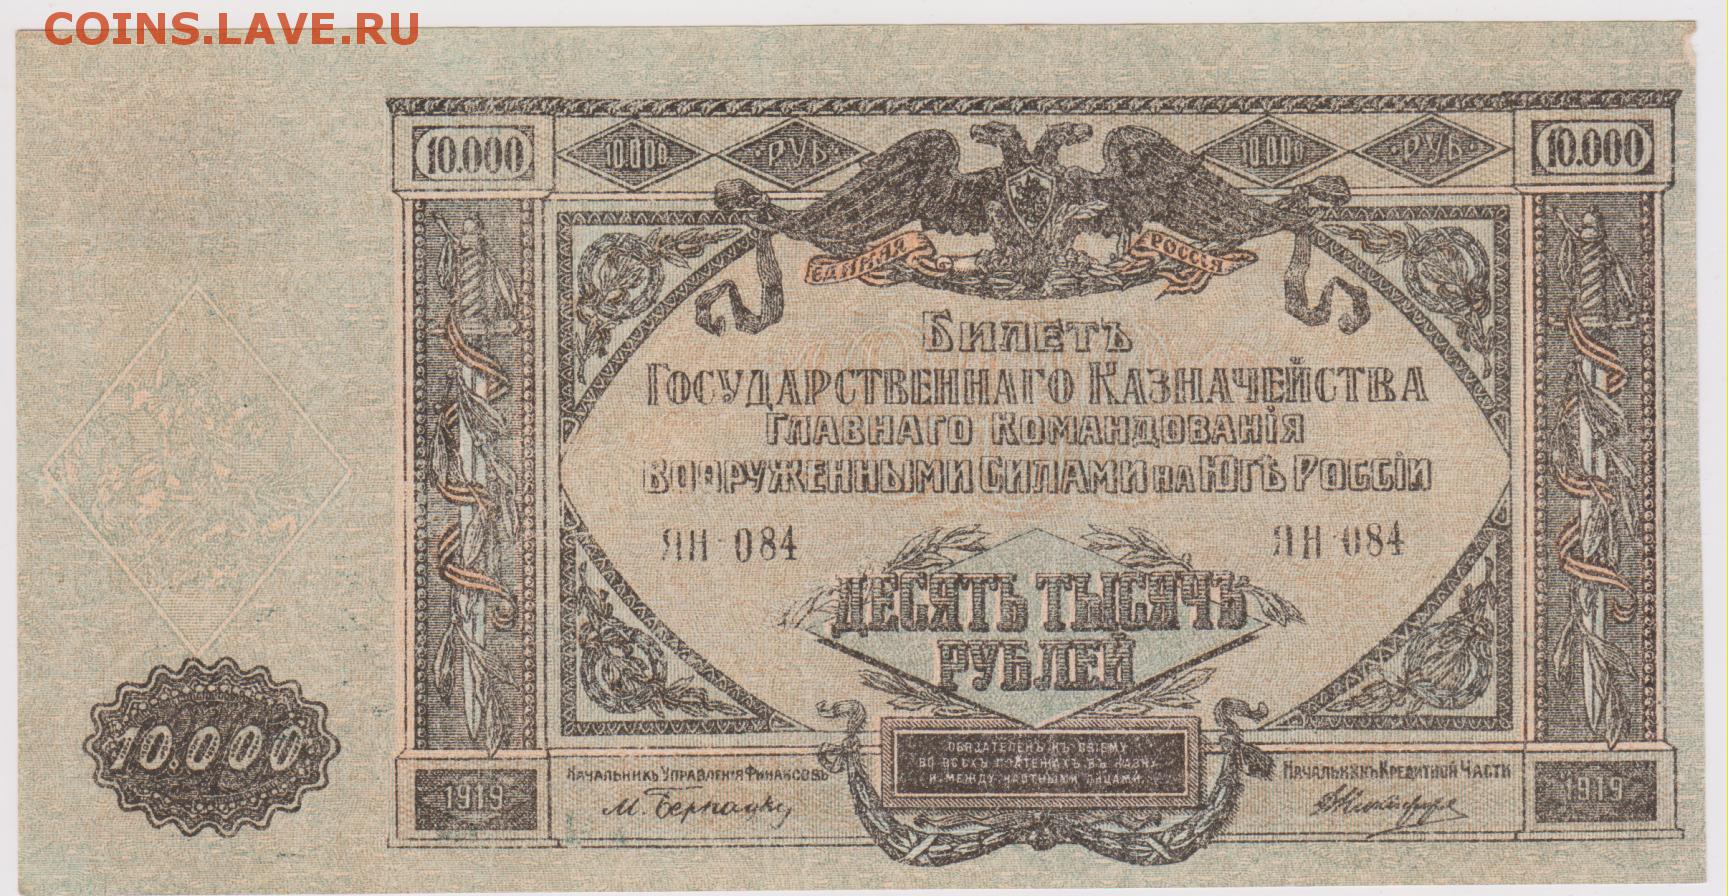 COINS.LAVE.RU
10.000 10.000 РУБ. 10.000 РУБ. 10.000
ЕДИНАЯ РОССІЯ
БИЛЕТЪ
ГОСУДАРСТВЕННАГО КАЗНАЧЕЙСТВА
ГЛАВНАГО КОМАНДОВАНІЯ
ВООРУЖЕННЫМИ СИЛАМИ НА ЮГѢ РОССІИ
ЯН-084 ЯН-084
ДЕСЯТЬ ТЫСЯЧЪ
РУБЛЕЙ
10.000
ОБЯЗАТЕЛЕНЪ КЪ ПРІЕМУ
ВО ВСѢХЪ ПЛАТЕЖАХЪ ВЪ КАЗНУ
И МЕЖДУ ЧАСТНЫМИ ЛИЦАМИ.
НАЧАЛЬНИКЪ УПРАВЛЕНІЯ ФИНАНСОВЪ НАЧАЛЬНИКЪ КРЕДИТНОЙ ЧАСТИ
1919 М. Бернацкій 1919